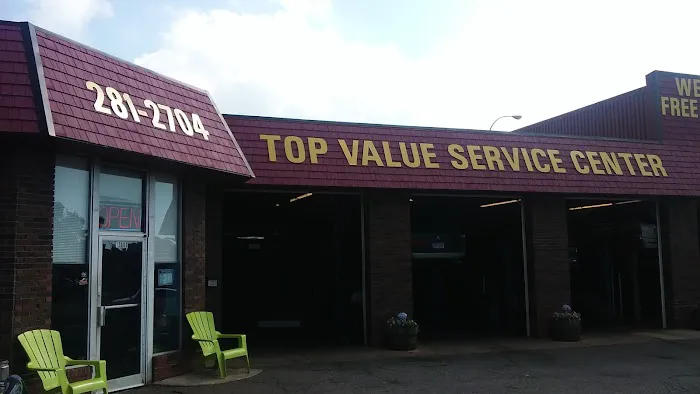 281-2704
TOP VALUE SERVICE CENTER
WE
FREE
OPEN